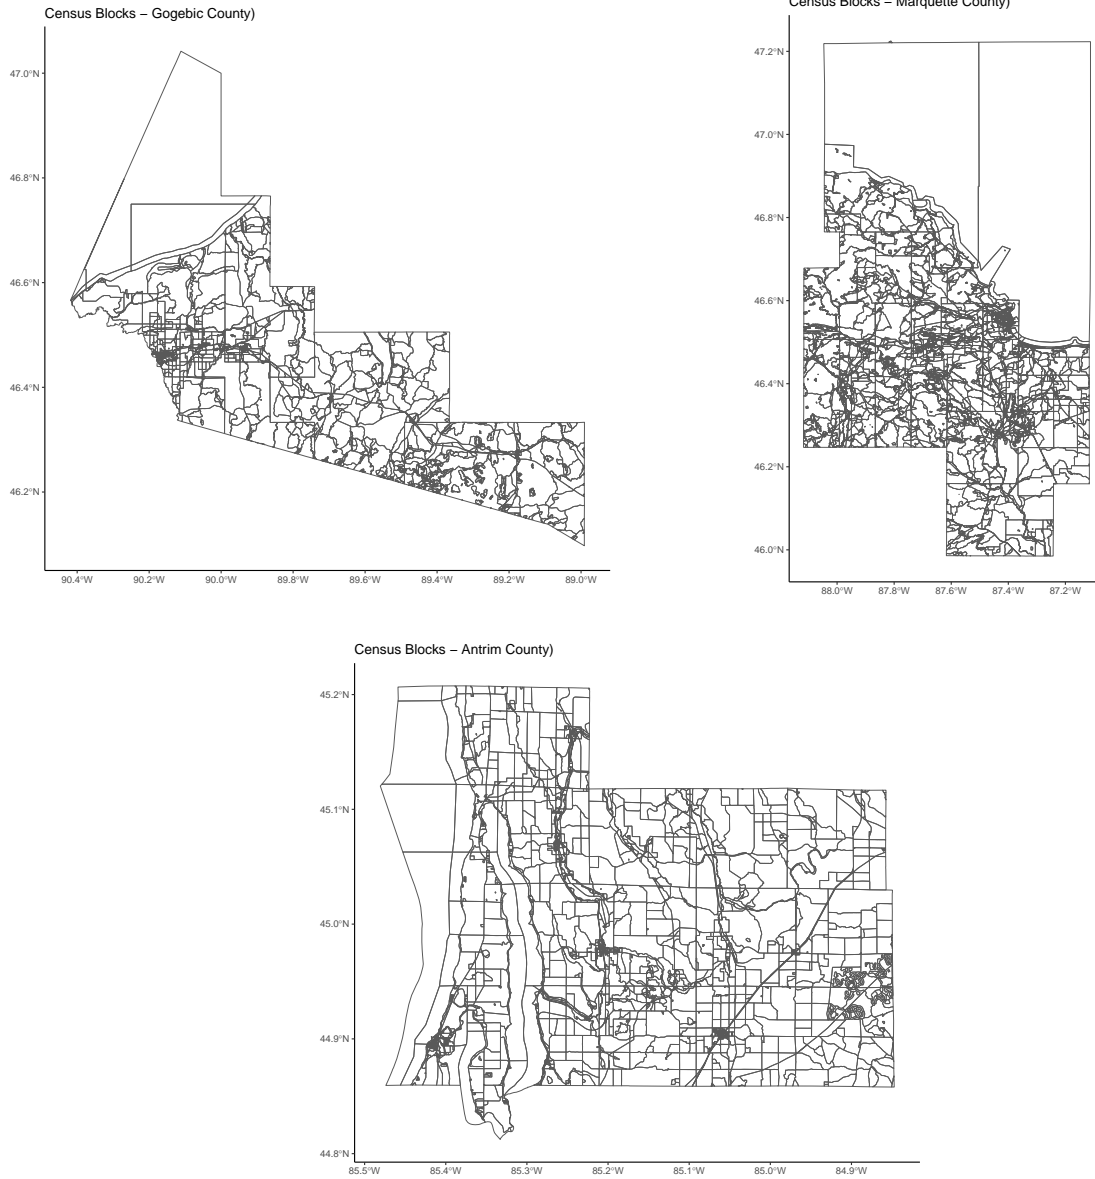 Census Blocks − Gogebic County)
47.0°N
46.8°N
46.6°N
46.4°N
46.2°N
90.4°W 90.2°W 90.0°W 89.8°W 89.6°W 89.4°W 89.2°W 89.0°W
Census Blocks − Marquette County)
47.2°N
47.0°N
46.8°N
46.6°N
46.4°N
46.2°N
46.0°N
88.0°W 87.8°W 87.6°W 87.4°W 87.2°W
Census Blocks − Antrim County)
45.2°N
45.1°N
45.0°N
44.9°N
44.8°N
85.5°W 85.4°W 85.3°W 85.2°W 85.1°W 85.0°W 84.9°W